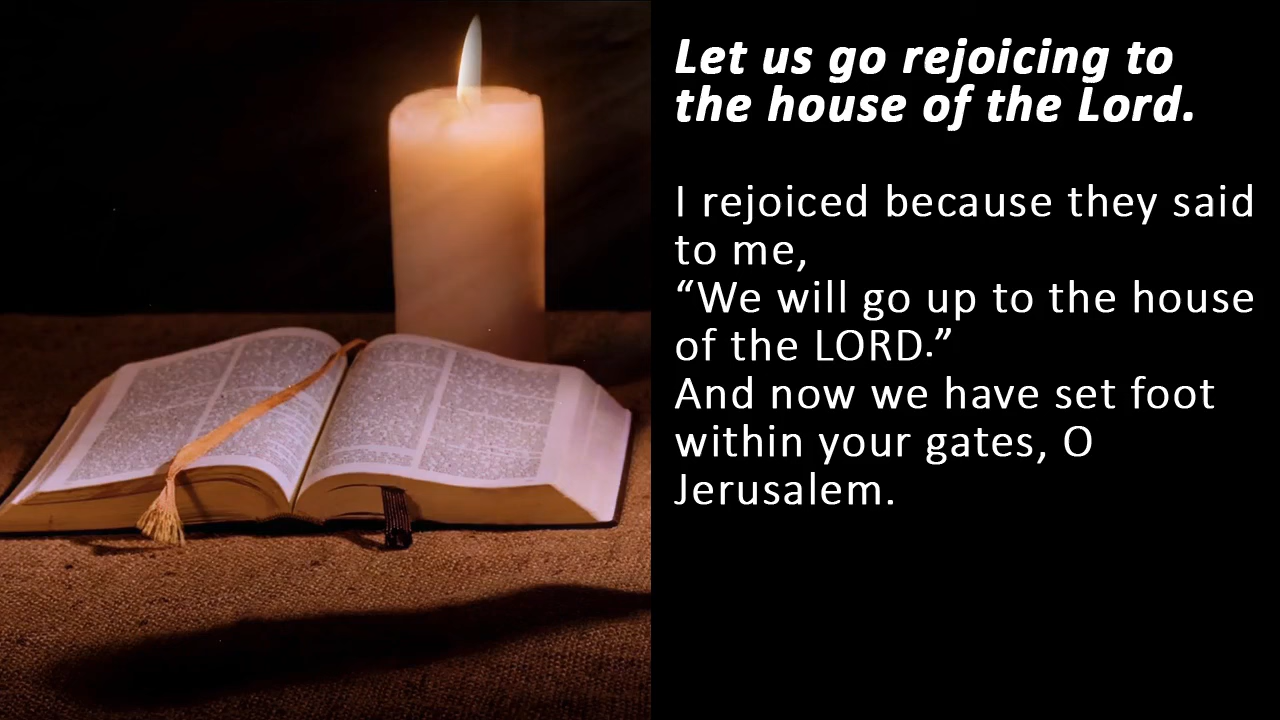 Let us go rejoicing to
the house of the Lord.
I rejoiced because they said
to me,
“We will go up to the house
of the LORD.”
And now we have set foot
within your gates, O
Jerusalem.